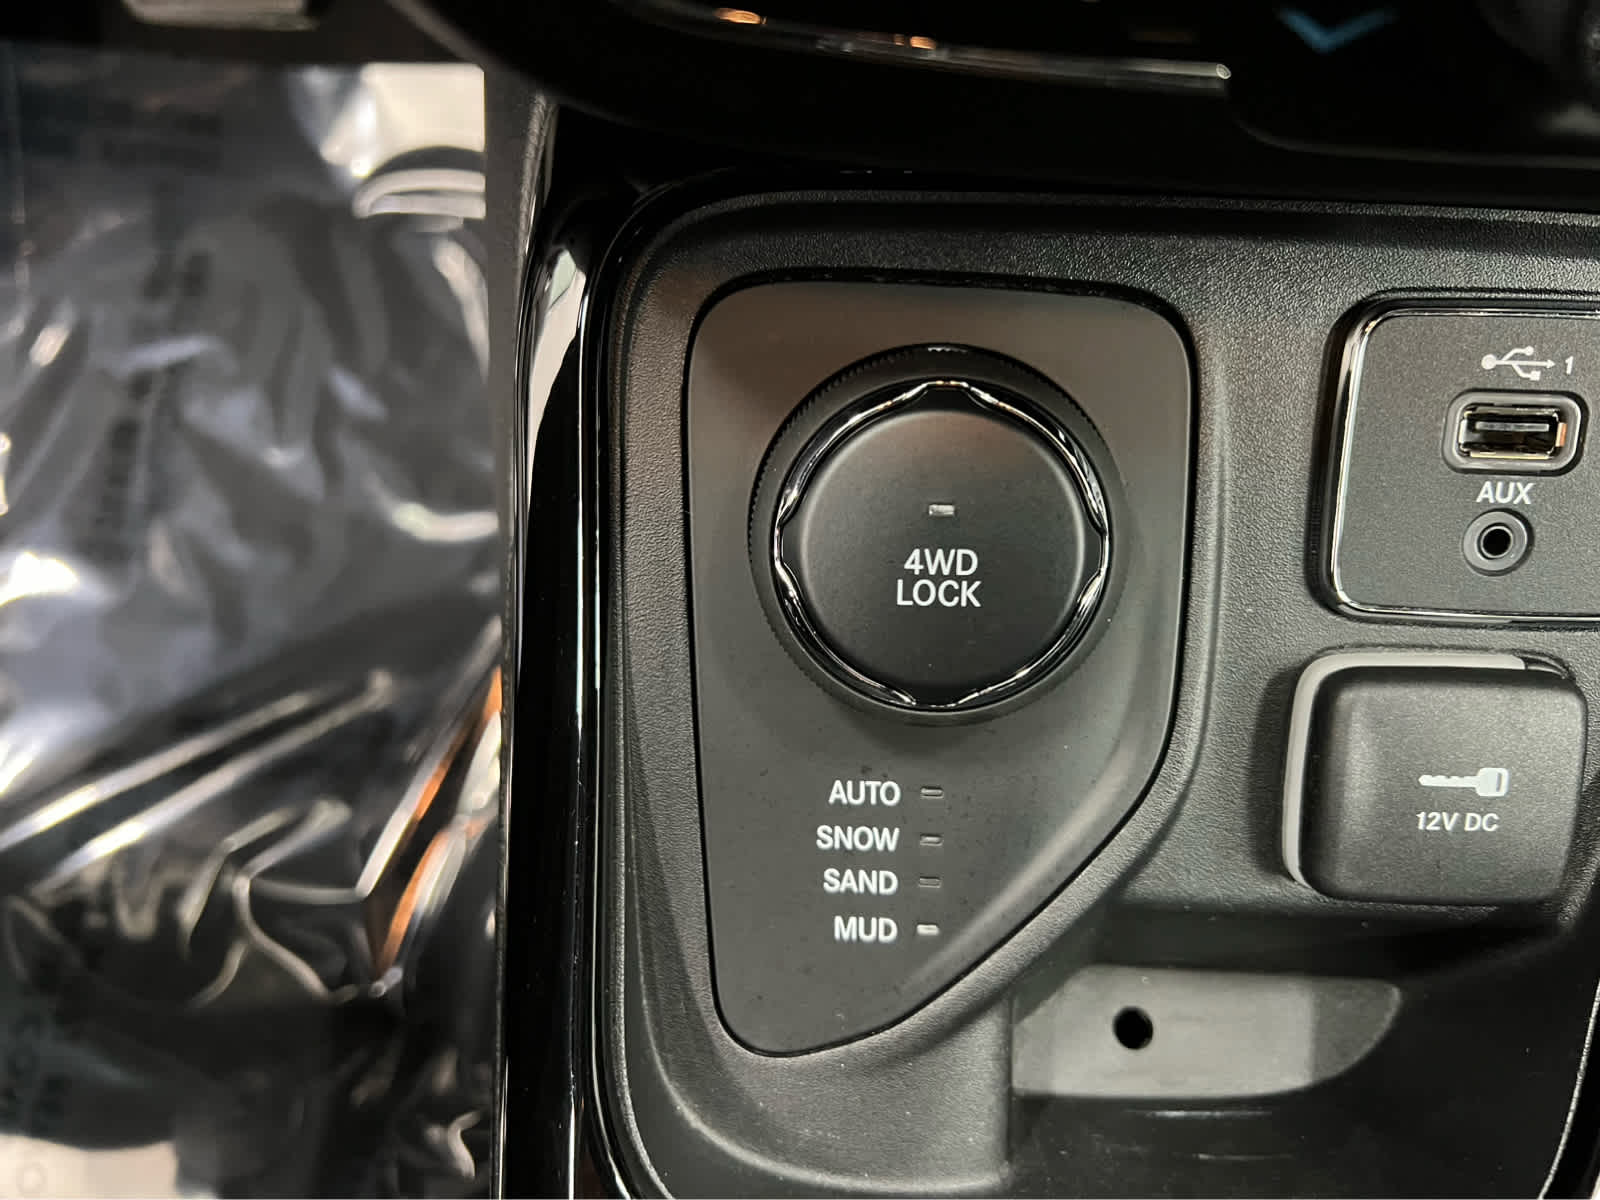 1
AUX
4WD
LOCK
AUTO
SNOW
SAND
MUD
12V DC